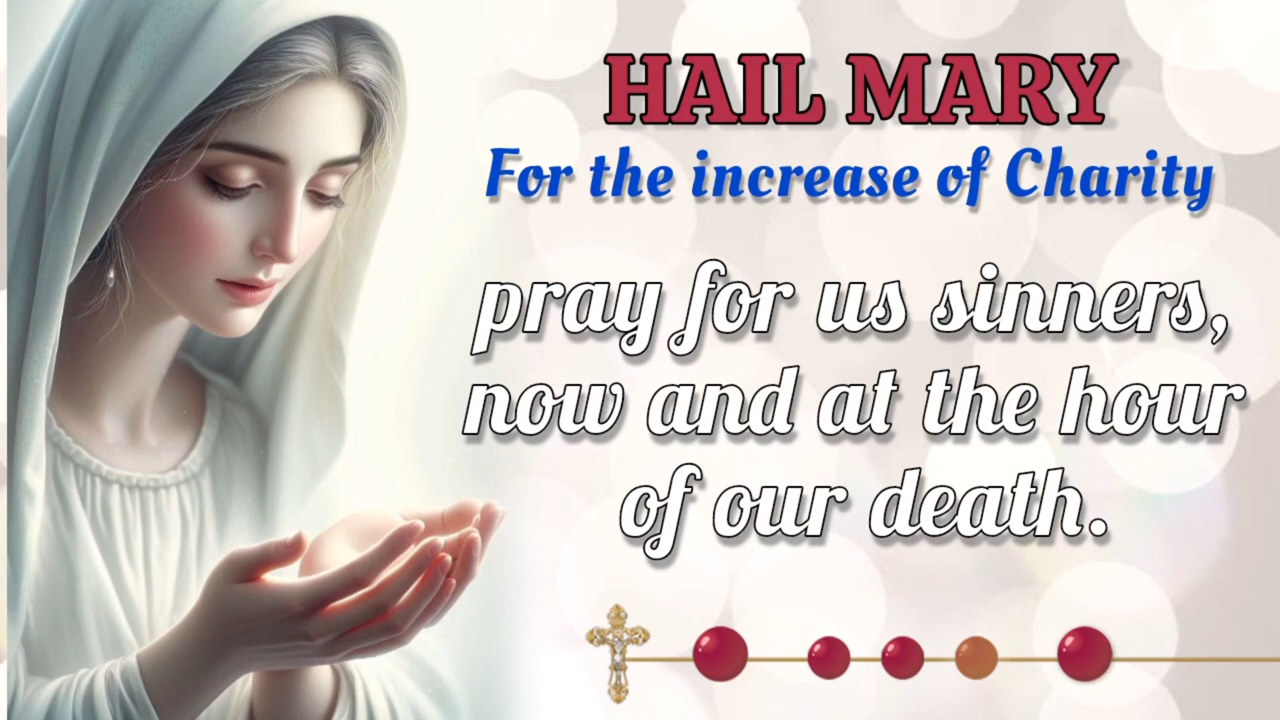 HAIL MARY
For the increase of Charity
pray for us sinners,
now and at the hour
of our death.